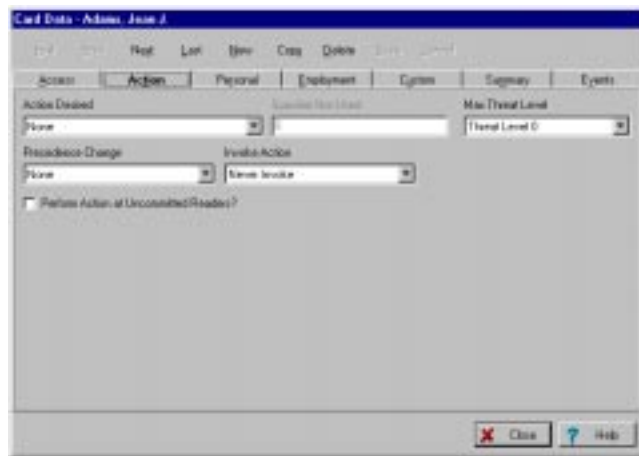 Card Data - Adams, Jean J.
Next Last New Copy Delete
Access Action Personal Employment Custom Summary Events
Action Desired Max Threat Level
None Threat Level 0
Precedence Change Invoke Action
None Never Invoke
Perform Action at Uncommitted Readers?
Close Help